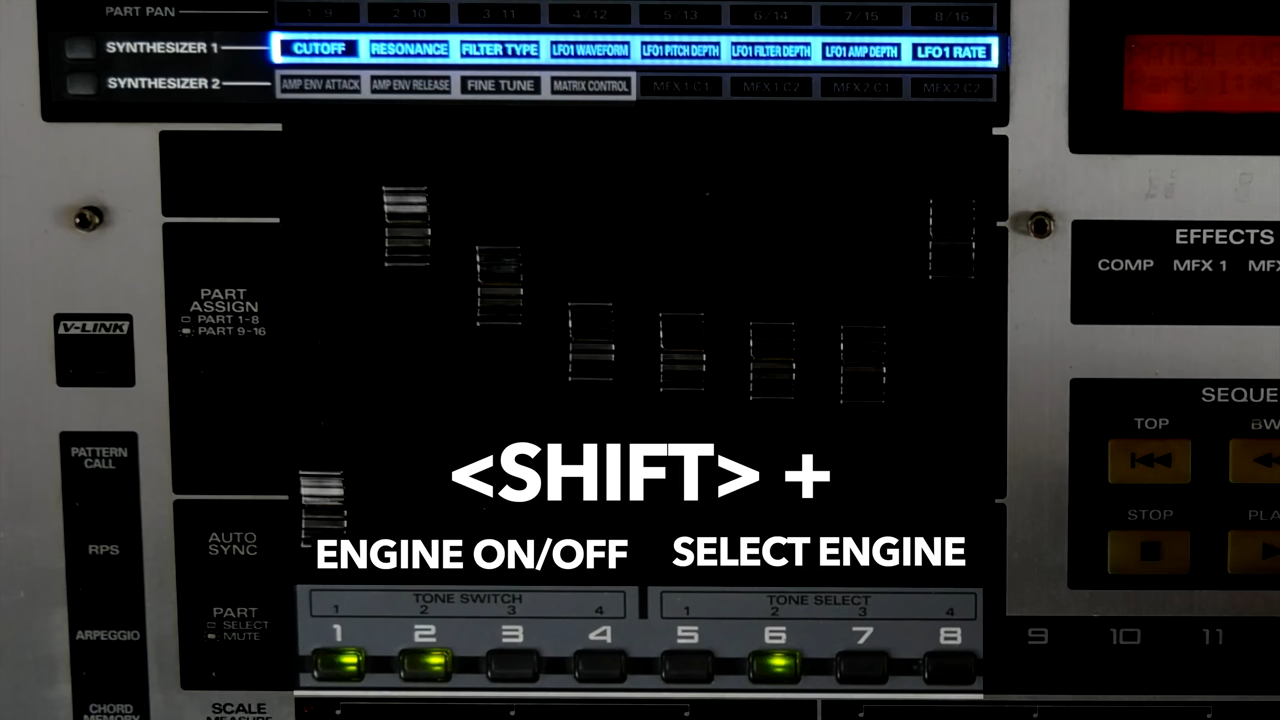 PART PAN 1 · 9 2 · 10 3 / 11 4 / 12 5 / 13 6 / 14 7 / 15 8 / 16
SYNTHESIZER 1 CUTOFF RESONANCE FILTER TYPE LFO1 WAVEFORM LFO1 PITCH DEPTH LFO1 FILTER DEPTH LFO1 AMP DEPTH LFO1 RATE
SYNTHESIZER 2 AMP ENV ATTACK AMP ENV RELEASE FINE TUNE MATRIX CONTROL MFX1 C1 MFX1 C2 MFX2 C1 MFX2 C2
EFFECTS
COMP MFX 1
PART
ASSIGN
PART 1-8
PART 9-16
V-LINK
TOP
STOP
PATTERN
CALL
RPS
ARPEGGIO
CHORD
MEMORY
AUTO
SYNC
PART
SELECT
MUTE
SCALE
MEASURE
<SHIFT> +
ENGINE ON/OFF SELECT ENGINE
TONE SWITCH TONE SELECT
1 2 3 4 1 2 3 4
1 2 3 4 5 6 7 8 9 10 11